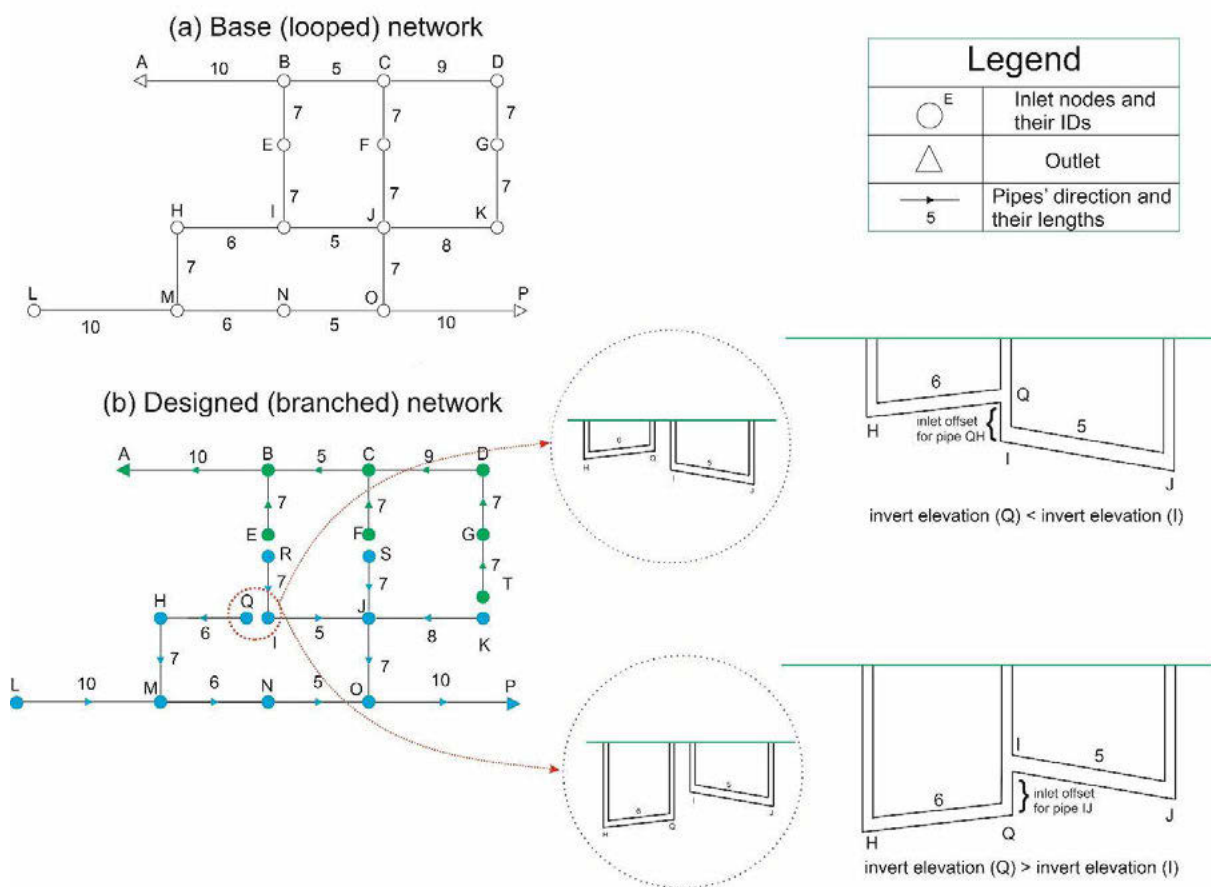 (a) Base (looped) network
A
B
C
D
10
5
9
7
7
7
E
F
G
7
7
7
H
I
J
K
6
5
8
7
7
L
M
N
O
P
10
6
5
10
Legend
E
Inlet nodes and
their IDs
Outlet
5
Pipes' direction and
their lengths
(b) Designed (branched) network
A
10
B
5
C
9
D
7
7
7
E
F
G
R
S
7
7
7
T
H
Q
I
J
K
6
5
8
7
7
L
10
M
6
N
5
O
10
P
6
H
Q
5
I
J
6
Q
H
inlet offset
for pipe QH
5
I
J
invert elevation (Q) < invert elevation (I)
6
H
Q
5
I
J
I
5
6
inlet offset
for pipe IJ
J
H
Q
invert elevation (Q) > invert elevation (I)